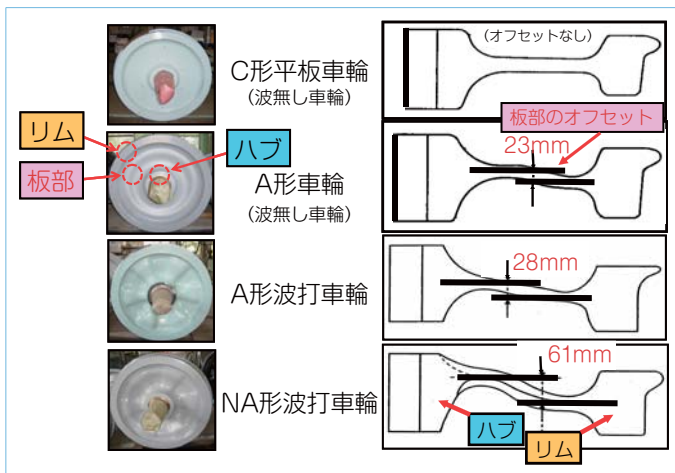 C形平板車輪
(波無し車輪)
(オフセットなし)
リム
板部
ハブ
A形車輪
(波無し車輪)
板部のオフセット
23mm
A形波打車輪
28mm
NA形波打車輪
61mm
ハブ
リム